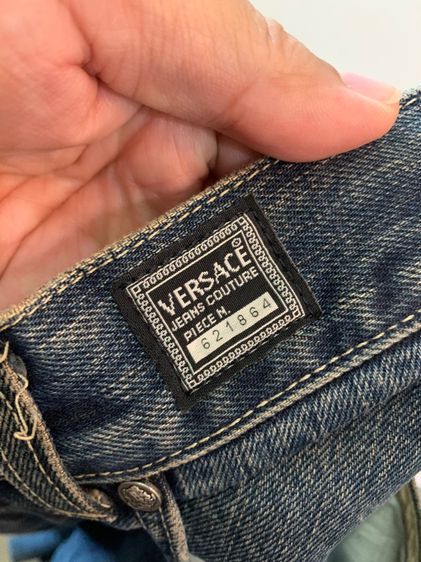 VERSACE®
JEANS COUTURE
PIECE N.
621864